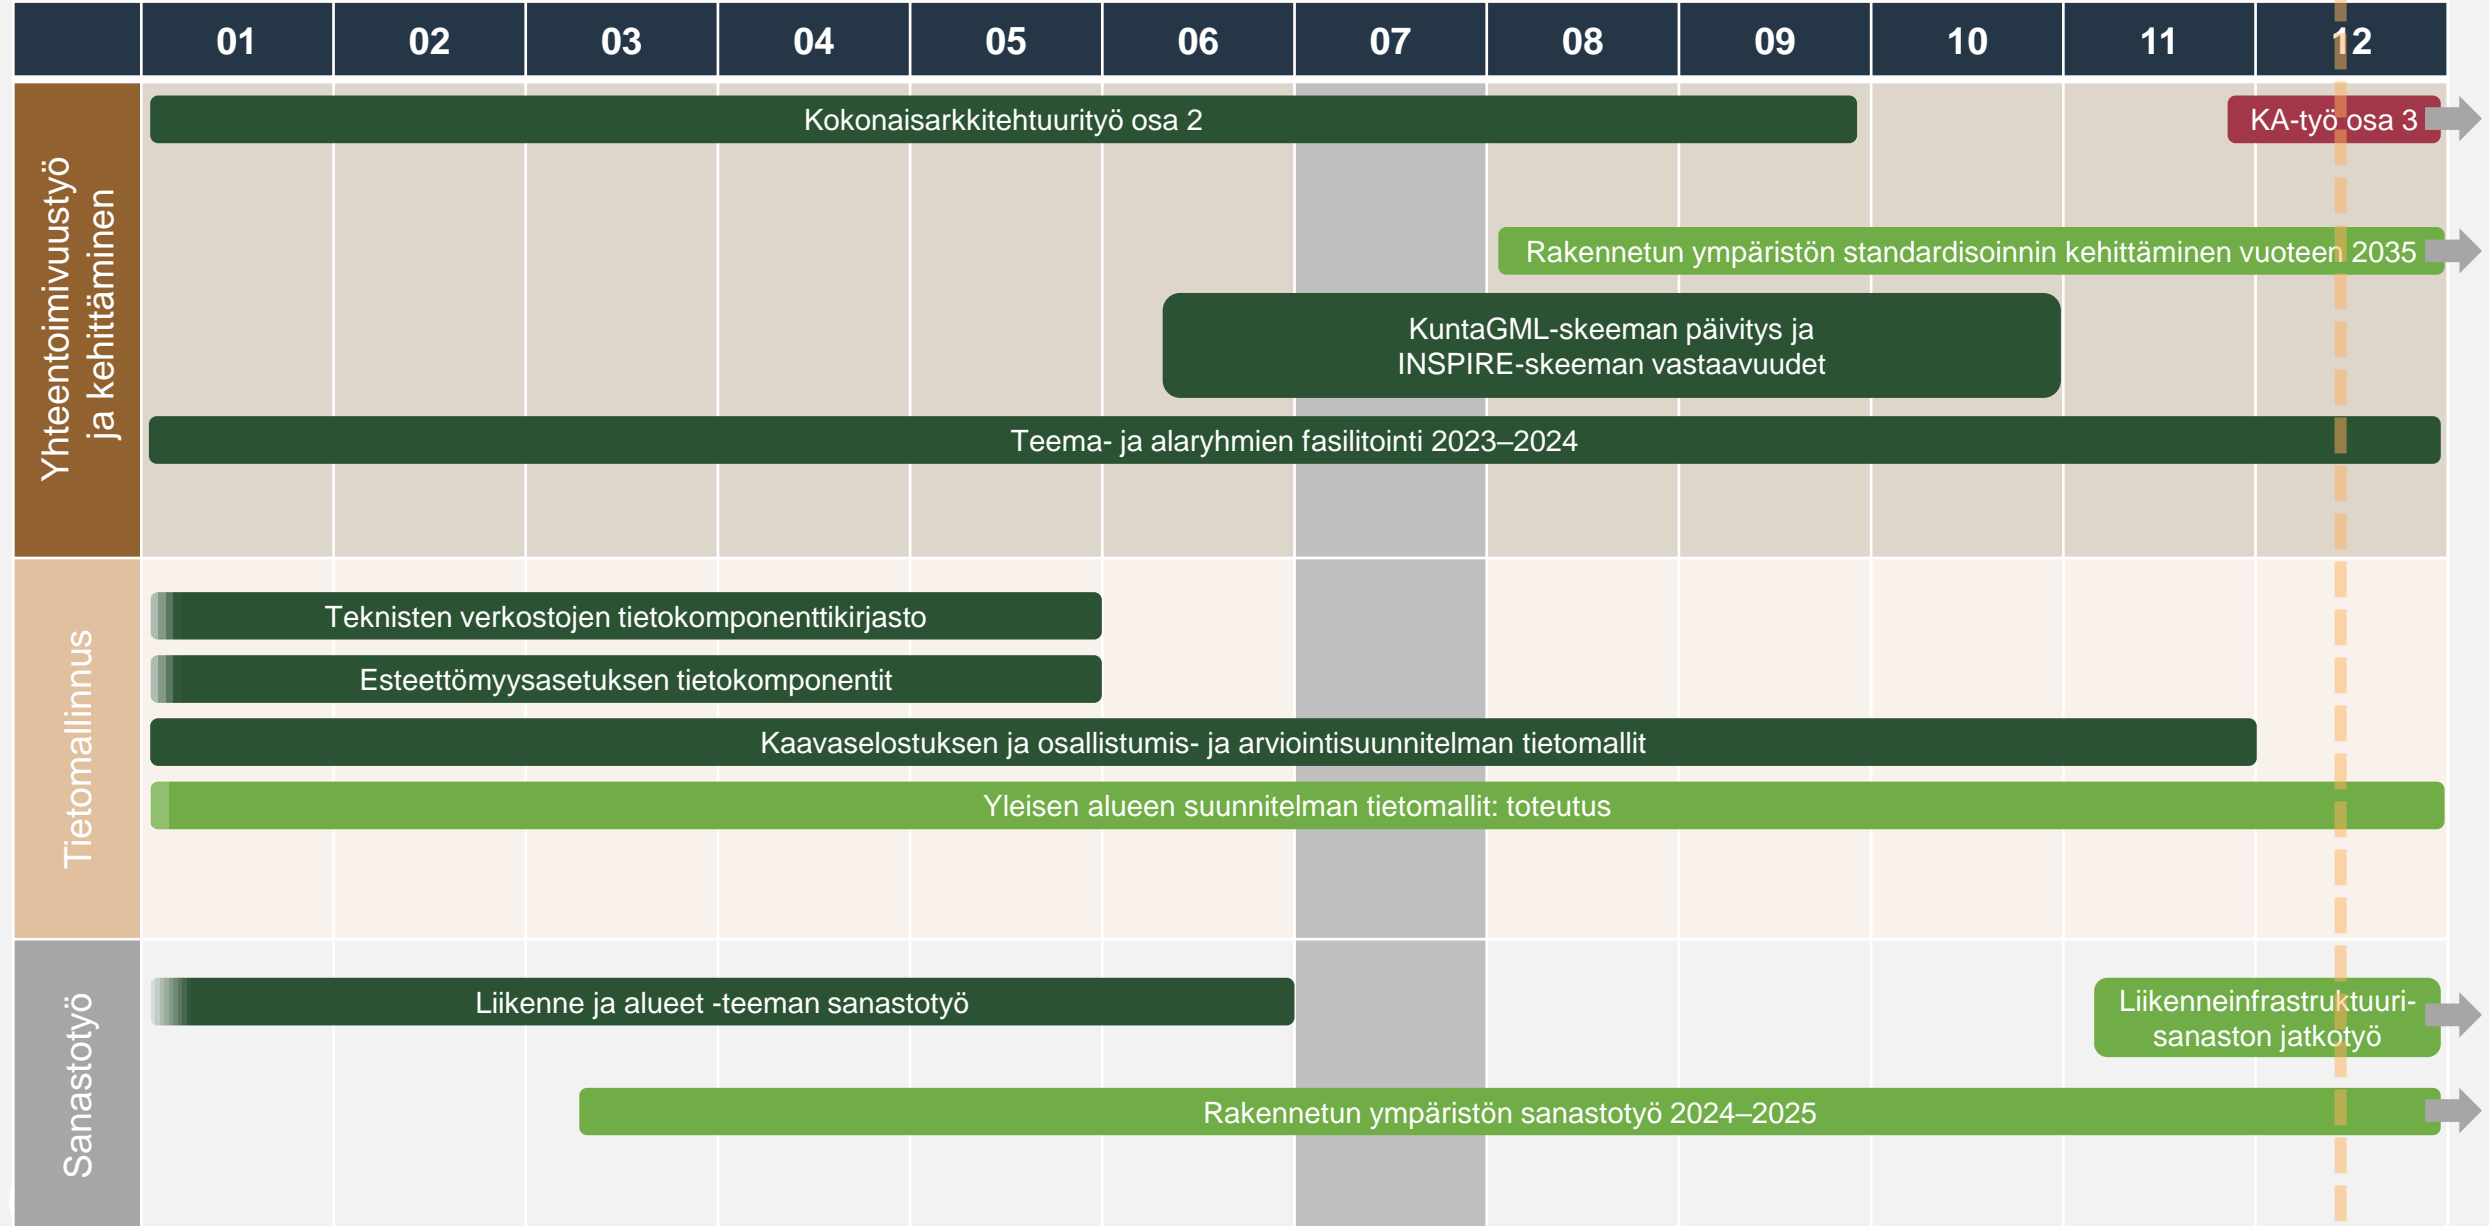 01 02 03 04 05 06 07 08 09 10 11 12
Yhteentoimivuustyö
ja kehittäminen
Kokonaisarkkitehtuurityö osa 2
KA-työ osa 3
Rakennetun ympäristön standardisoinnin kehittäminen vuoteen 2035
KuntaGML-skeeman päivitys ja
INSPIRE-skeeman vastaavuudet
Teema- ja alaryhmien fasilitointi 2023–2024
Tietomallinnus
Teknisten verkostojen tietokomponenttikirjasto
Esteettömyysasetuksen tietokomponentit
Kaavaselostuksen ja osallistumis- ja arviointisuunnitelman tietomallit
Yleisen alueen suunnitelman tietomallit: toteutus
Sanastotyö
Liikenne ja alueet -teeman sanastotyö
Liikenneinfrastruktuuri-
sanaston jatkotyö
Rakennetun ympäristön sanastotyö 2024–2025